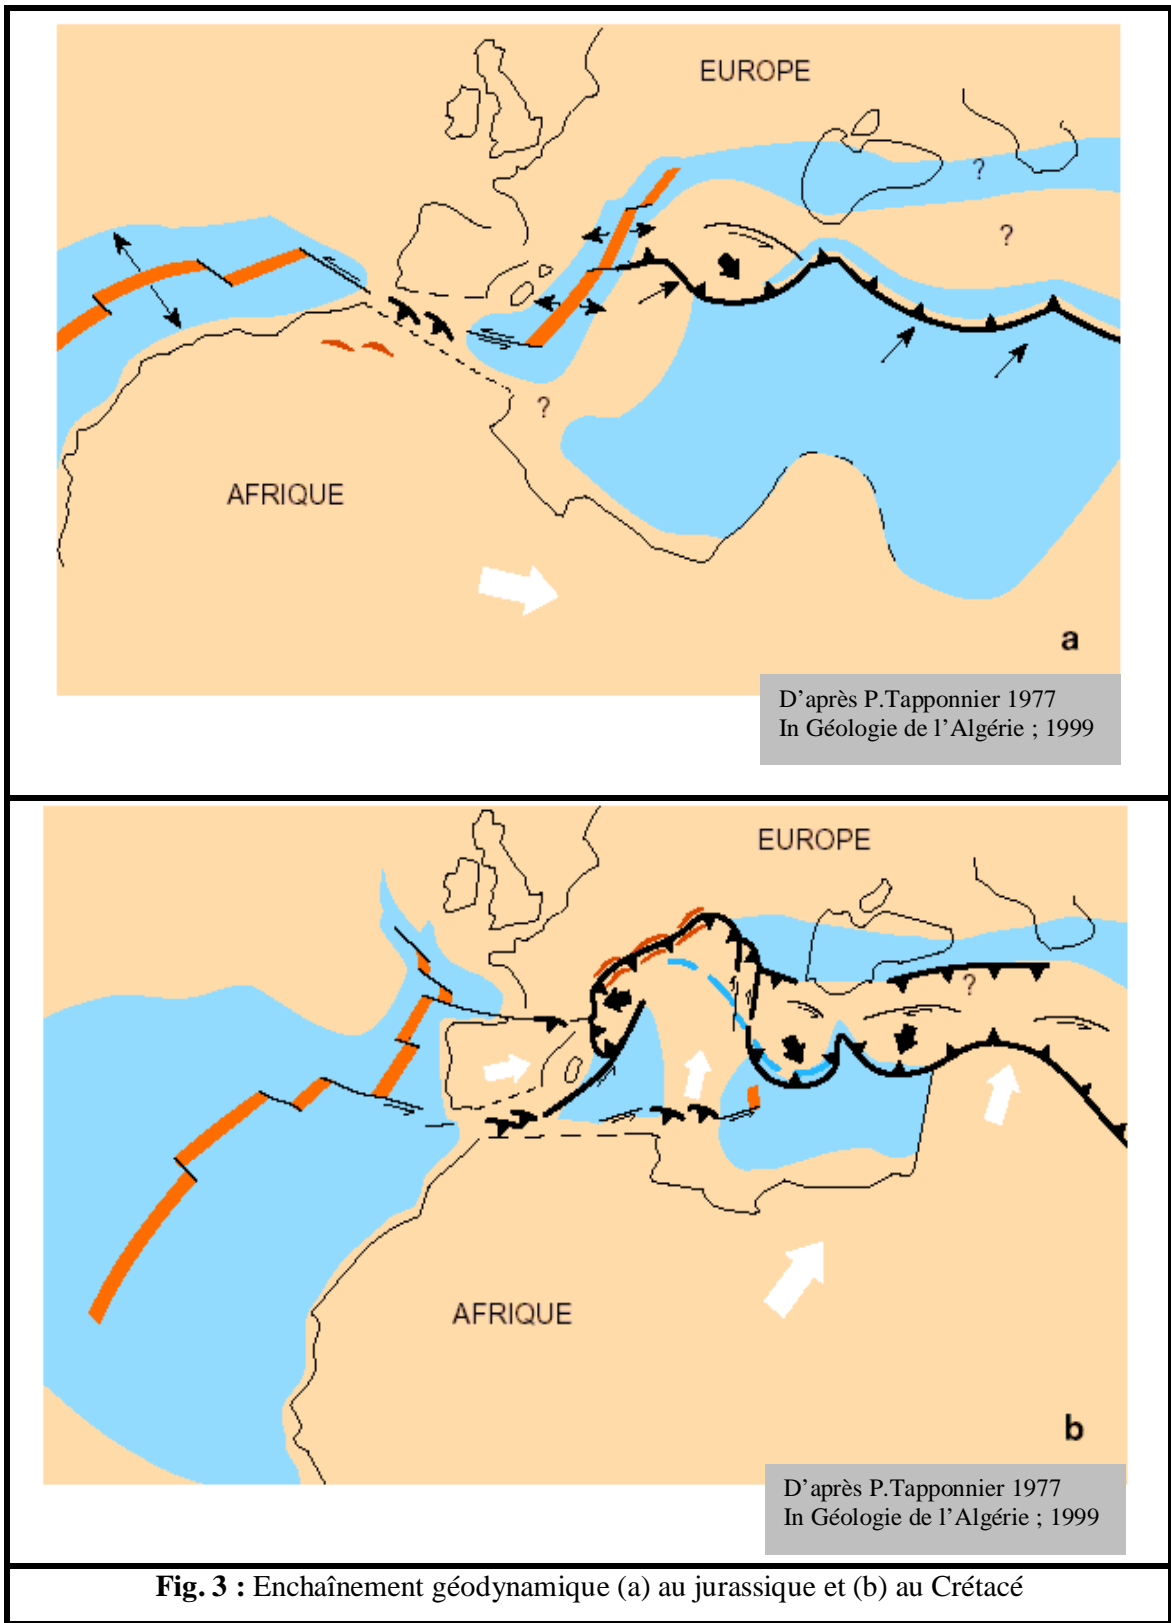 EUROPE
?
?
?
AFRIQUE
a
D'après P.Tapponnier 1977
In Géologie de l'Algérie ; 1999
EUROPE
?
AFRIQUE
b
D'après P.Tapponnier 1977
In Géologie de l'Algérie ; 1999
Fig. 3 : Enchaînement géodynamique (a) au jurassique et (b) au Crétacé